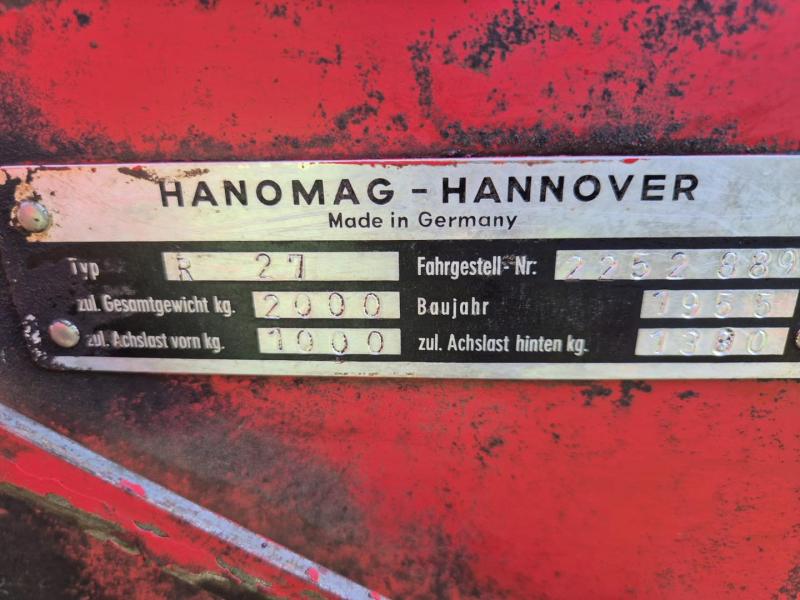 HANOMAG - HANNOVER
Made in Germany
Typ R 27 Fahrgestell-Nr: 2252 889
zul. Gesamtgewicht kg. 2000 Baujahr 1955
zul. Achslast vorn kg. 1000 zul. Achslast hinten kg.